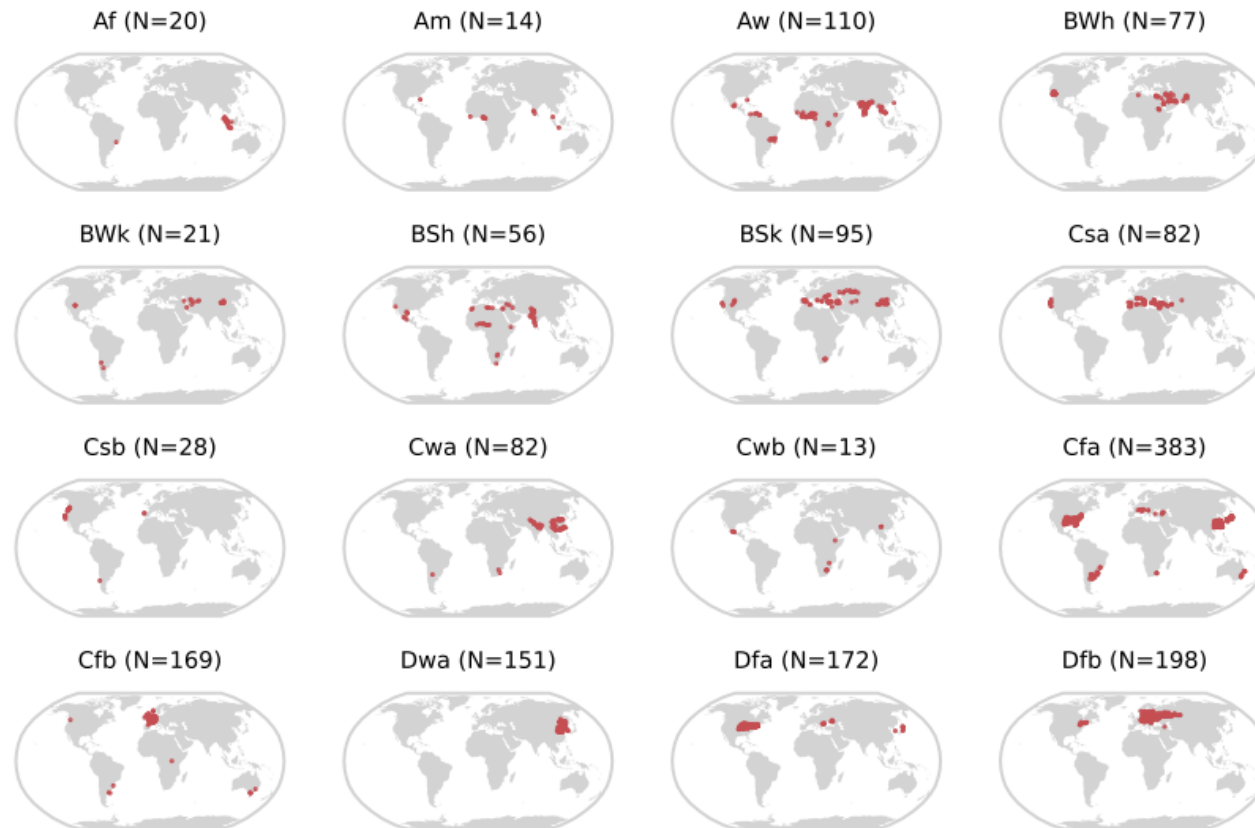 Af (N=20)
Am (N=14)
Aw (N=110)
BWh (N=77)
BWk (N=21)
BSh (N=56)
BSk (N=95)
Csa (N=82)
Csb (N=28)
Cwa (N=82)
Cwb (N=13)
Cfa (N=383)
Cfb (N=169)
Dwa (N=151)
Dfa (N=172)
Dfb (N=198)